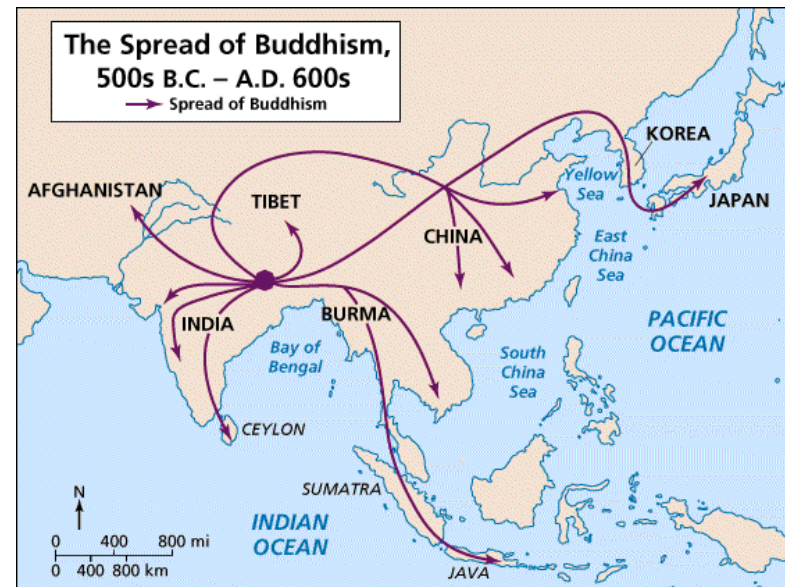 The Spread of Buddhism,
500s B.C. – A.D. 600s
Spread of Buddhism
KOREA
AFGHANISTAN
TIBET
Yellow
Sea
JAPAN
CHINA
East
China
Sea
INDIA
BURMA
PACIFIC
OCEAN
Bay of
Bengal
South
China
Sea
CEYLON
SUMATRA
N
INDIAN
OCEAN
0 400 800 mi
0 400 800 km
JAVA